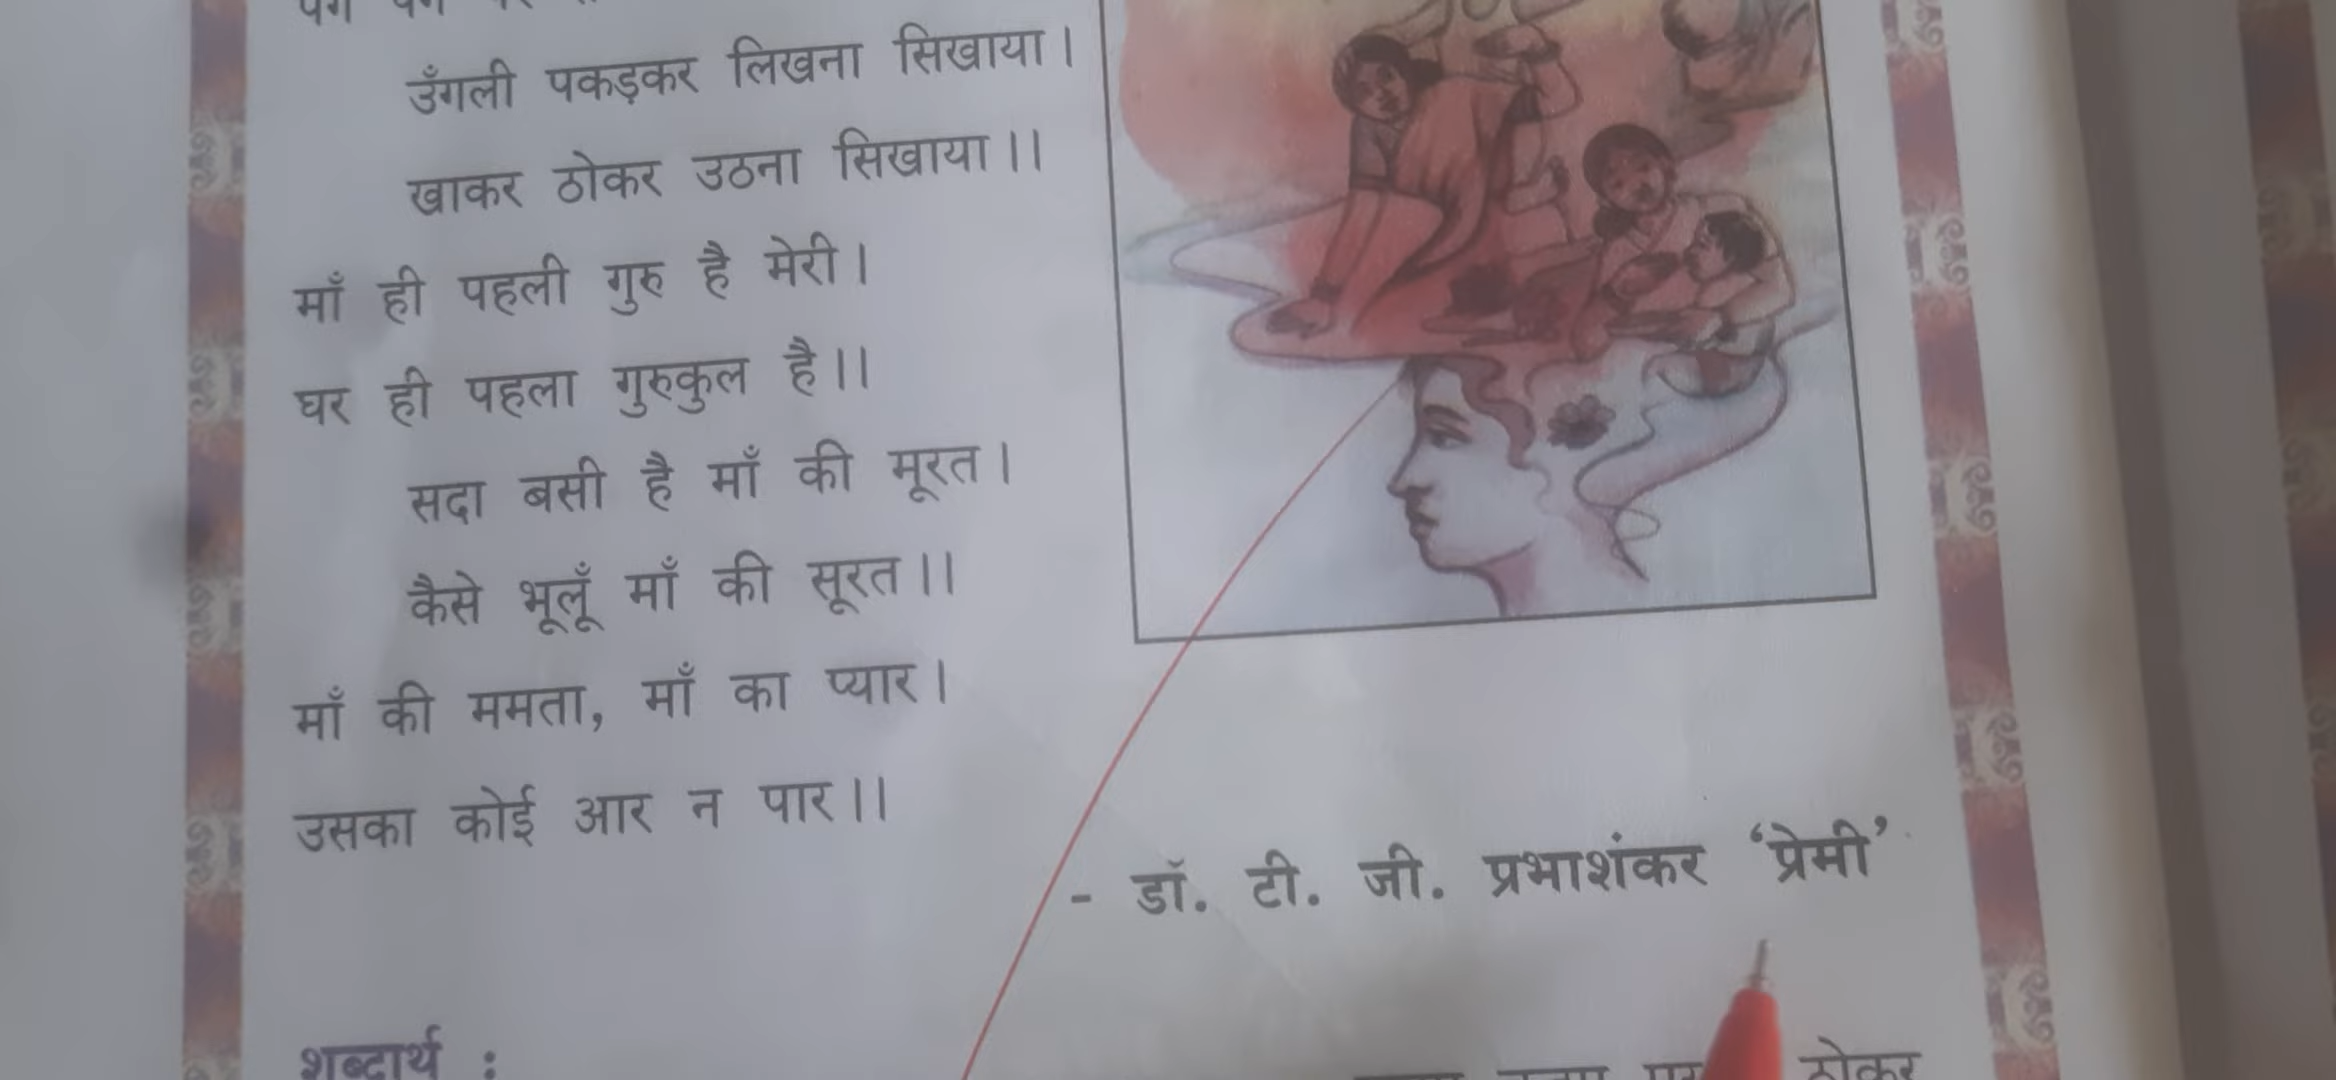 उँगली पकड़कर लिखना सिखाया।
खाकर ठोकर उठना सिखाया।।
माँ ही पहली गुरु है मेरी।
घर ही पहला गुरुकुल है।।
सदा बसी है माँ की मूरत।
कैसे भूलूँ माँ की सूरत।।
माँ की ममता, माँ का प्यार।
उसका कोई आर न पार।।
- डॉ. टी. जी. प्रभाशंकर ‘प्रेमी’
शब्दार्थ :
ठोकर